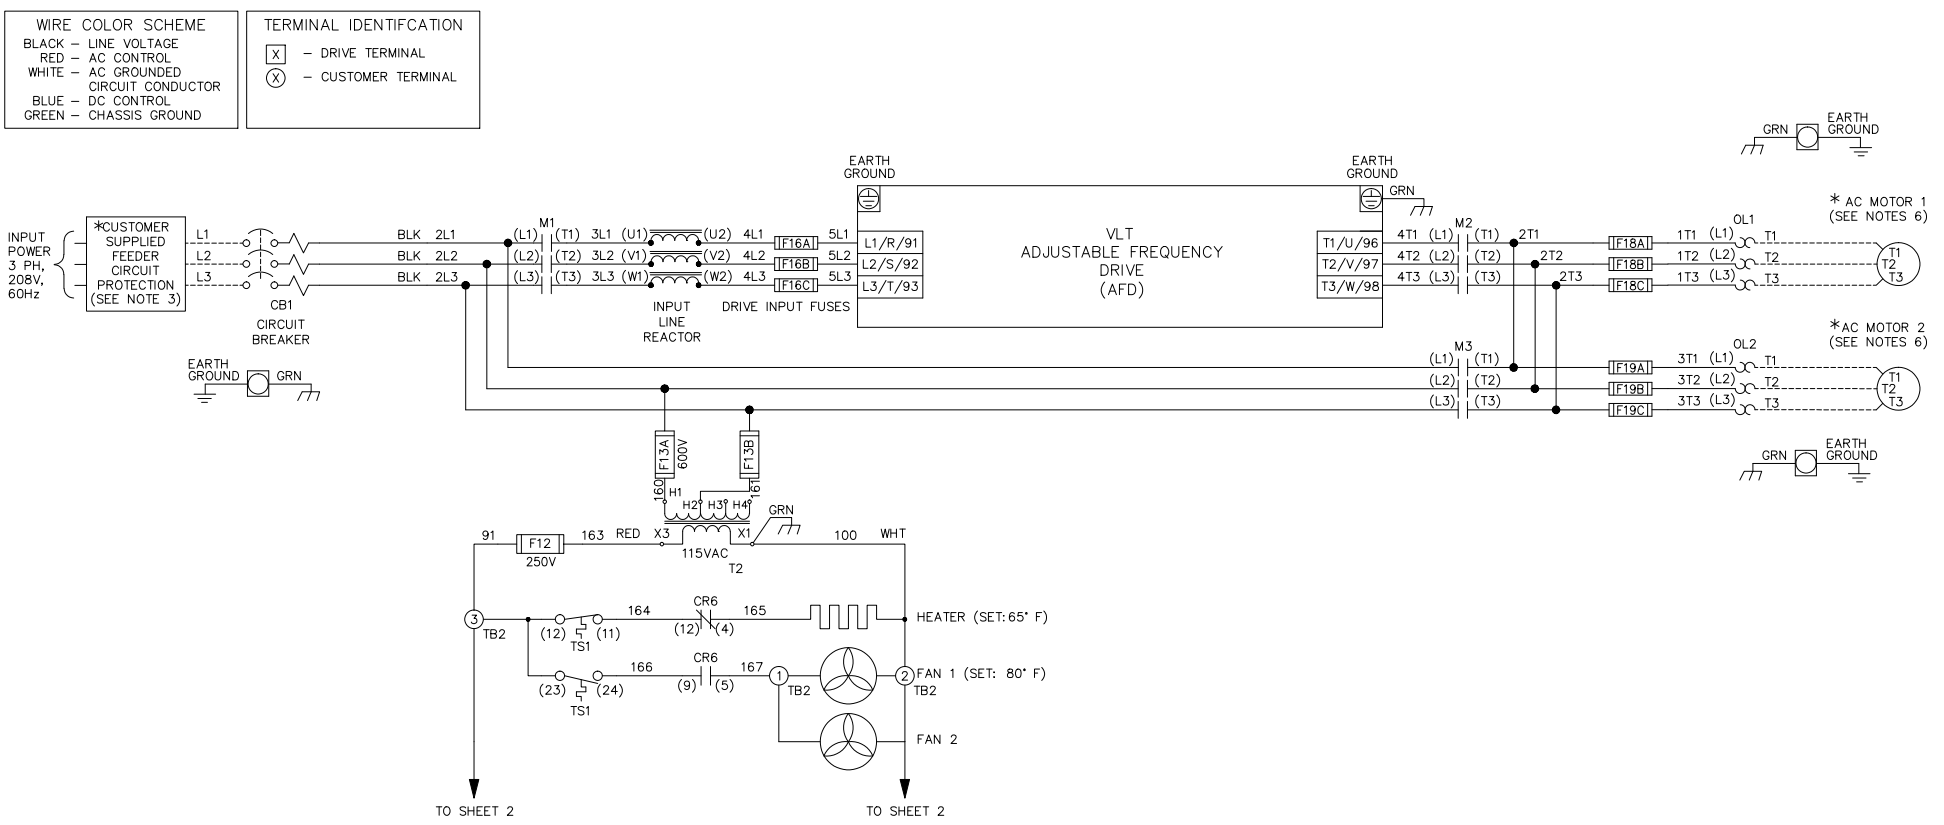 WIRE COLOR SCHEME
BLACK – LINE VOLTAGE
RED – AC CONTROL
WHITE – AC GROUNDED
CIRCUIT CONDUCTOR
BLUE – DC CONTROL
GREEN – CHASSIS GROUND
TERMINAL IDENTIFCATION
X – DRIVE TERMINAL
X – CUSTOMER TERMINAL
GRN
EARTH
GROUND
EARTH
GROUND
EARTH
GROUND
GRN
INPUT
POWER
3 PH,
208V,
60Hz
*CUSTOMER
SUPPLIED
FEEDER
CIRCUIT
PROTECTION
(SEE NOTE 3)
L1
L2
L3
CB1
CIRCUIT
BREAKER
BLK 2L1
BLK 2L2
BLK 2L3
M1
(L1) (T1) 3L1 (U1) (U2) 4L1 F16A 5L1 L1/R/91
(L2) (T2) 3L2 (V1) (V2) 4L2 F16B 5L2 L2/S/92
(L3) (T3) 3L3 (W1) (W2) 4L3 F16C 5L3 L3/T/93
INPUT
LINE
REACTOR
DRIVE INPUT FUSES
VLT
ADJUSTABLE FREQUENCY
DRIVE
(AFD)
M2
T1/U/96 4T1 (L1) (T1) 2T1 F18A 1T1 (L1) T1
T2/V/97 4T2 (L2) (T2) 2T2 F18B 1T2 (L2) T2
T3/W/98 4T3 (L3) (T3) 2T3 F18C 1T3 (L3) T3
OL1
* AC MOTOR 1
(SEE NOTES 6)
T1
T2
T3
M3
(L1) (T1) F19A 3T1 (L1) T1
(L2) (T2) F19B 3T2 (L2) T2
(L3) (T3) F19C 3T3 (L3) T3
OL2
*AC MOTOR 2
(SEE NOTES 6)
T1
T2
T3
EARTH
GROUND
GRN
GRN
EARTH
GROUND
F13A
600V
F13B
160
161
H1
H2 H3 H4
GRN
91 F12 163 RED X3 X1 100 WHT
250V
115VAC
T2
3
TB2
164 CR6 165
(12) (11) (12) (4)
TS1
HEATER (SET: 65° F)
166 CR6 167
(23) (24) (9) (5)
TS1
1
TB2
2
TB2
FAN 1 (SET: 80° F)
FAN 2
TO SHEET 2
TO SHEET 2